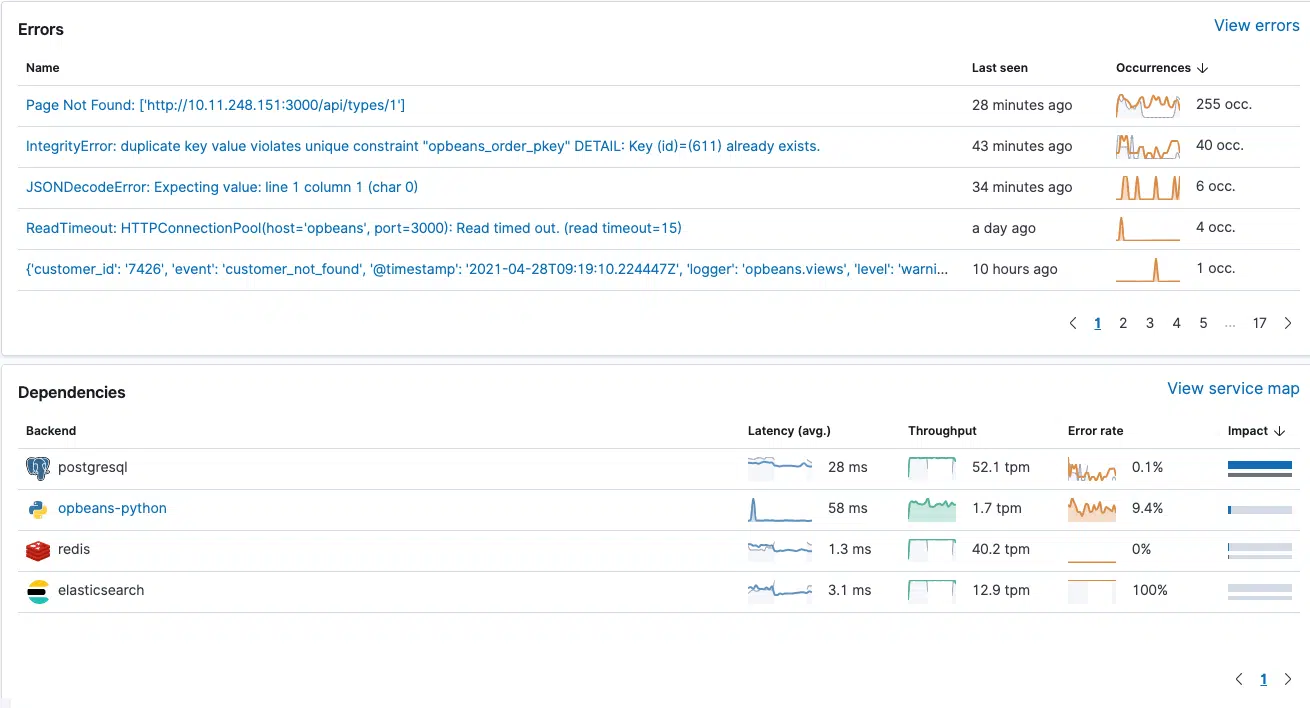 Errors View errors
Name Last seen Occurrences
Page Not Found: ['http://10.11.248.151:3000/api/types/1'] 28 minutes ago 255 occ.
IntegrityError: duplicate key value violates unique constraint "opbeans_order_pkey" DETAIL: Key (id)=(611) already exists. 43 minutes ago 40 occ.
JSONDecodeError: Expecting value: line 1 column 1 (char 0) 34 minutes ago 6 occ.
ReadTimeout: HTTPConnectionPool(host='opbeans', port=3000): Read timed out. (read timeout=15) a day ago 4 occ.
{'customer_id': '7426', 'event': 'customer_not_found', '@timestamp': '2021-04-28T09:19:10.224447Z', 'logger': 'opbeans.views', 'level': 'warni... 10 hours ago 1 occ.
1 2 3 4 5 ... 17
Dependencies View service map
Backend Latency (avg.) Throughput Error rate Impact
postgresql 28 ms 52.1 tpm 0.1%
opbeans-python 58 ms 1.7 tpm 9.4%
redis 1.3 ms 40.2 tpm 0%
elasticsearch 3.1 ms 12.9 tpm 100%
1